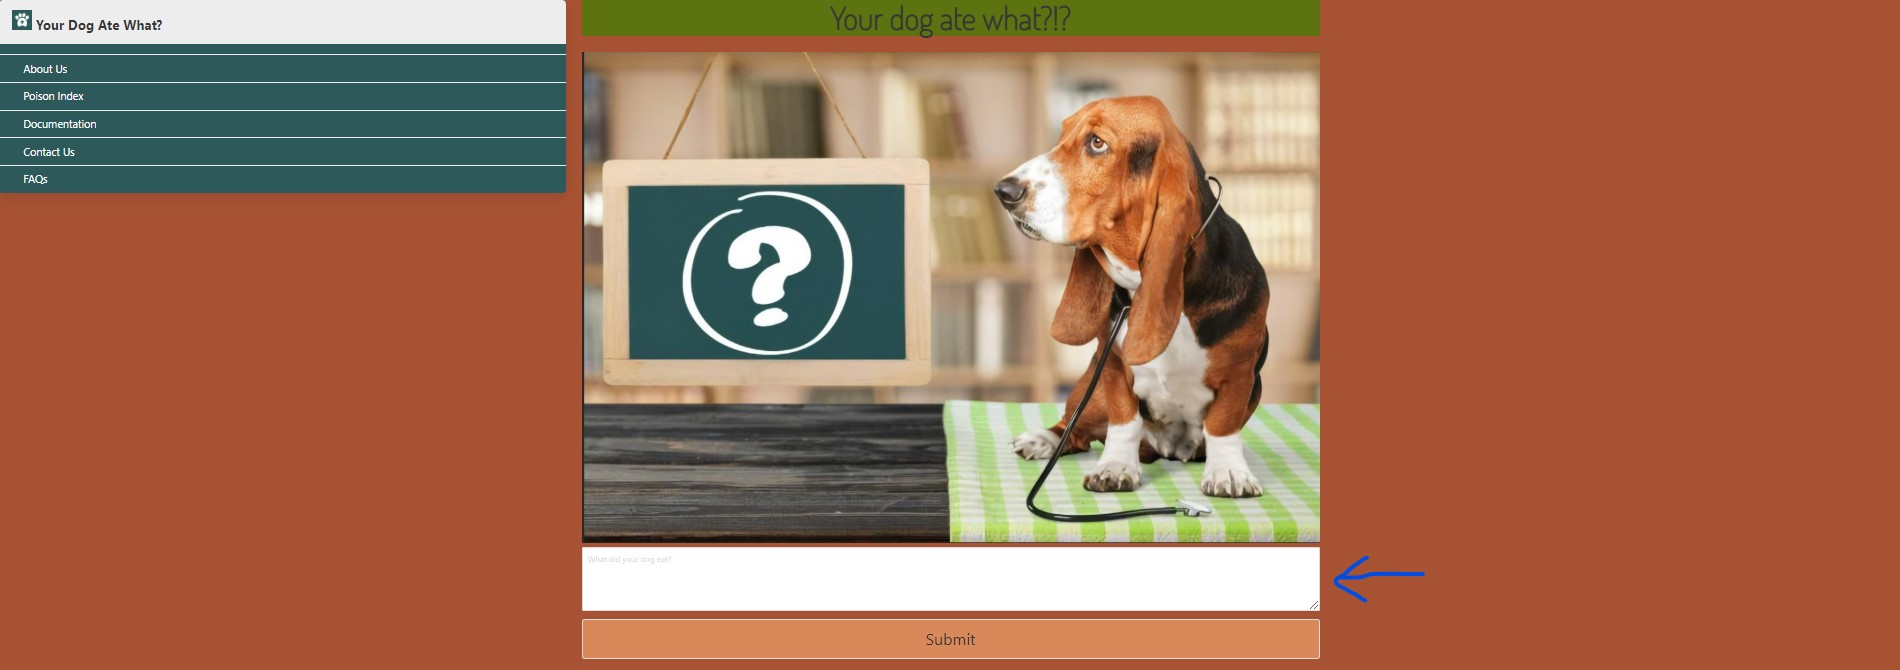 Your Dog Ate What?
About Us
Poison Index
Documentation
Contact Us
FAQs
Your dog ate what?!?
?
What did your dog eat?
Submit